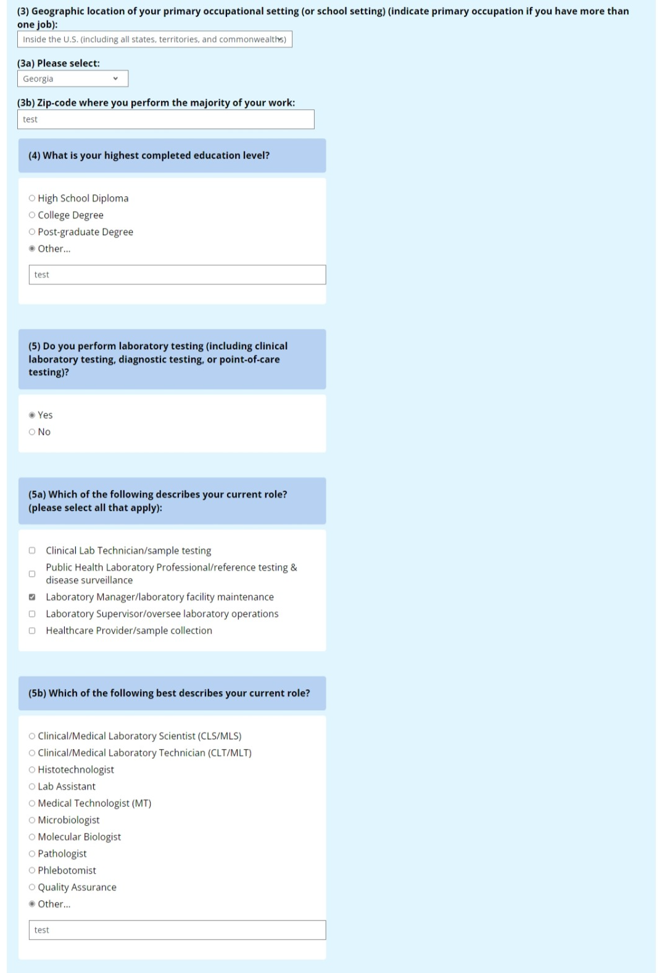 (3) Geographic location of your primary occupational setting (or school setting) (indicate primary occupation if you have more than
one job):
Inside the U.S. (including all states, territories, and commonwealths)
(3a) Please select:
Georgia
(3b) Zip-code where you perform the majority of your work:
test
(4) What is your highest completed education level?
High School Diploma
College Degree
Post-graduate Degree
Other...
test
(5) Do you perform laboratory testing (including clinical
laboratory testing, diagnostic testing, or point-of-care
testing)?
Yes
No
(5a) Which of the following describes your current role?
(please select all that apply):
Clinical Lab Technician/sample testing
Public Health Laboratory Professional/reference testing &
disease surveillance
Laboratory Manager/laboratory facility maintenance
Laboratory Supervisor/oversee laboratory operations
Healthcare Provider/sample collection
(5b) Which of the following best describes your current role?
Clinical/Medical Laboratory Scientist (CLS/MLS)
Clinical/Medical Laboratory Technician (CLT/MLT)
Histotechnologist
Lab Assistant
Medical Technologist (MT)
Microbiologist
Molecular Biologist
Pathologist
Phlebotomist
Quality Assurance
Other...
test